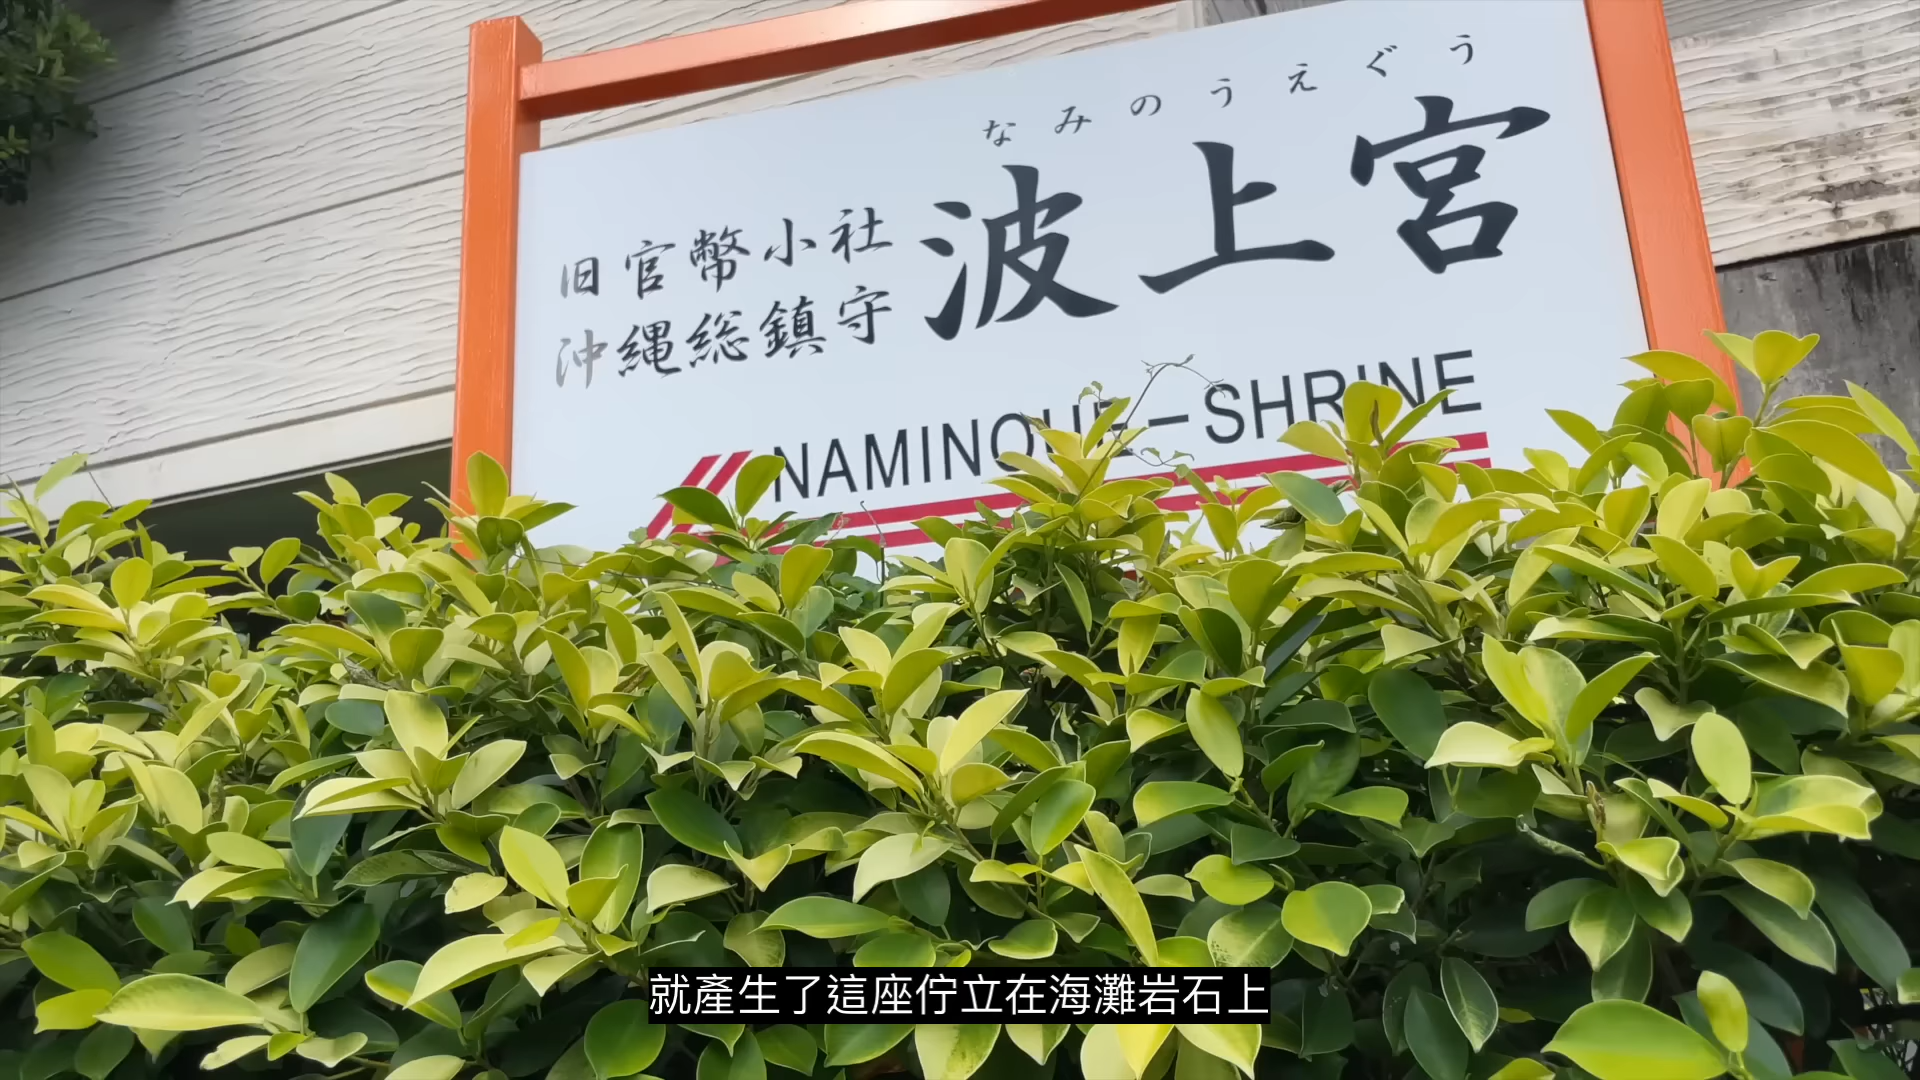 なみのうえぐう
旧官幣小社
沖縄総鎮守
波上宮
NAMINOUE-SHRINE
就產生了這座佇立在海灘岩石上